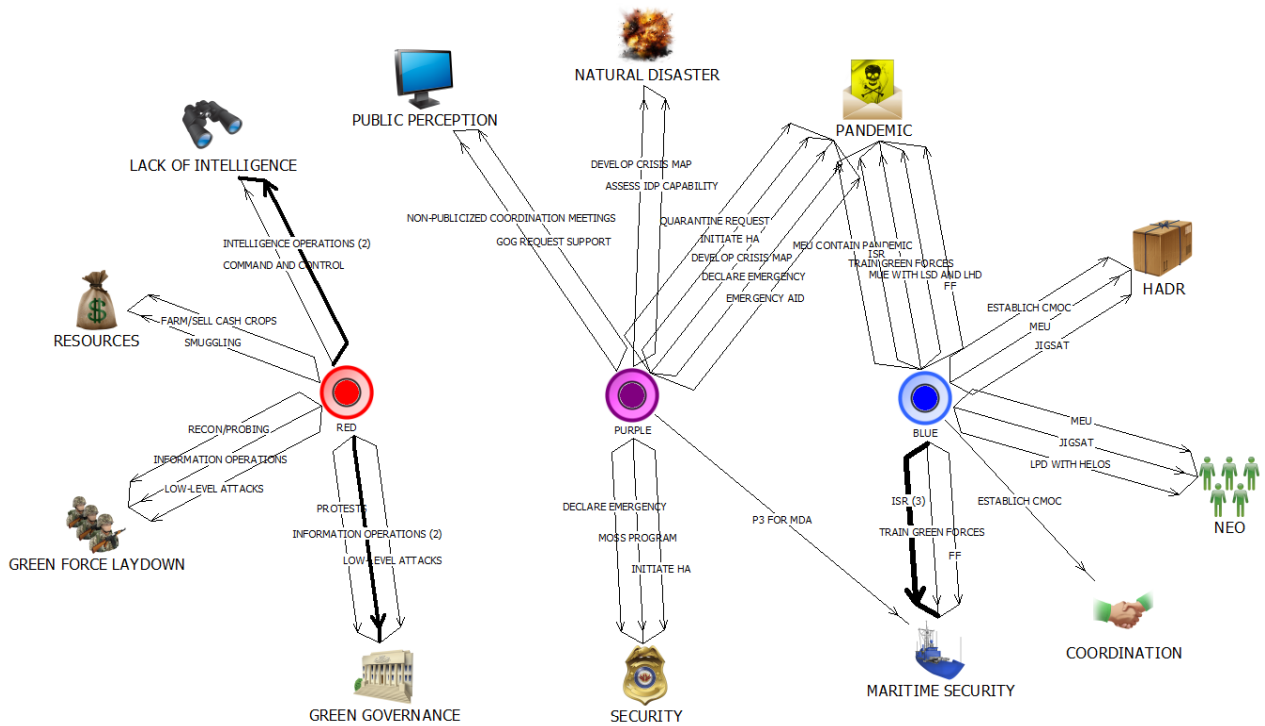 NATURAL DISASTER
PUBLIC PERCEPTION
PANDEMIC
LACK OF INTELLIGENCE
DEVELOP CRISIS MAP
ASSESS IDP CAPABILITY
NON-PUBLICIZED COORDINATION MEETINGS
GOG REQUEST SUPPORT
QUARANTINE REQUEST
INITIATE HA
DEVELOP CRISIS MAP
DECLARE EMERGENCY
EMERGENCY AID
MEU CONTAIN PANDEMIC
ISR
TRAIN GREEN FORCES
MUE WITH LSD AND LHD
FF
INTELLIGENCE OPERATIONS (2)
COMMAND AND CONTROL
HADR
ESTABLICH CMOC
MEU
JIGSAT
RESOURCES
FARM/SELL CASH CROPS
SMUGGLING
RED
PURPLE
BLUE
RECON/PROBING
INFORMATION OPERATIONS
LOW-LEVEL ATTACKS
GREEN FORCE LAYDOWN
MEU
JIGSAT
LPD WITH HELOS
NEO
PROTESTS
INFORMATION OPERATIONS (2)
LOW-LEVEL ATTACKS
DECLARE EMERGENCY
MOSS PROGRAM
INITIATE HA
P3 FOR MDA
ISR (3)
TRAIN GREEN FORCES
FF
ESTABLICH CMOC
COORDINATION
GREEN GOVERNANCE
SECURITY
MARITIME SECURITY